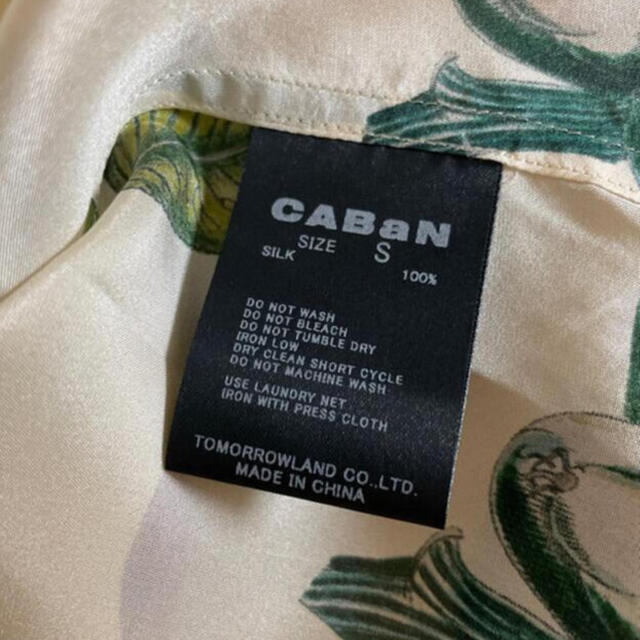 CABaN
SIZE S
SILK 100%
DO NOT WASH
DO NOT BLEACH
DO NOT TUMBLE DRY
IRON LOW
DRY CLEAN SHORT CYCLE
DO NOT MACHINE WASH
USE LAUNDRY NET
IRON WITH PRESS CLOTH
TOMORROWLAND CO.,LTD.
MADE IN CHINA